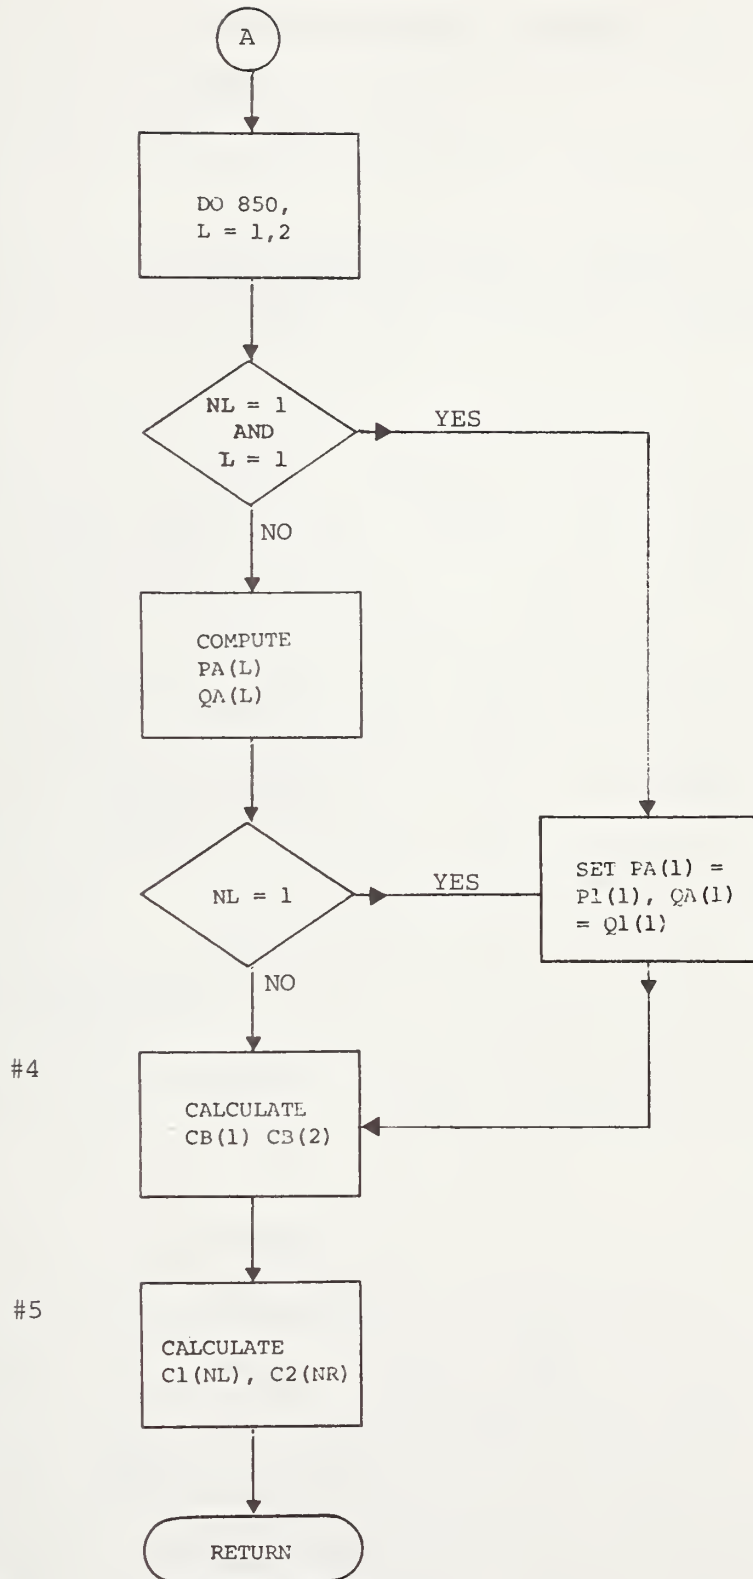 A
DO 850,
L = 1,2
NL = 1
AND
L = 1
YES
NO
COMPUTE
PA(L)
QA(L)
NL = 1
YES
SET PA(1) =
P1(1), QA(1)
= Q1(1)
NO
#4
CALCULATE
CB(1) CB(2)
#5
CALCULATE
C1(NL), C2(NR)
RETURN